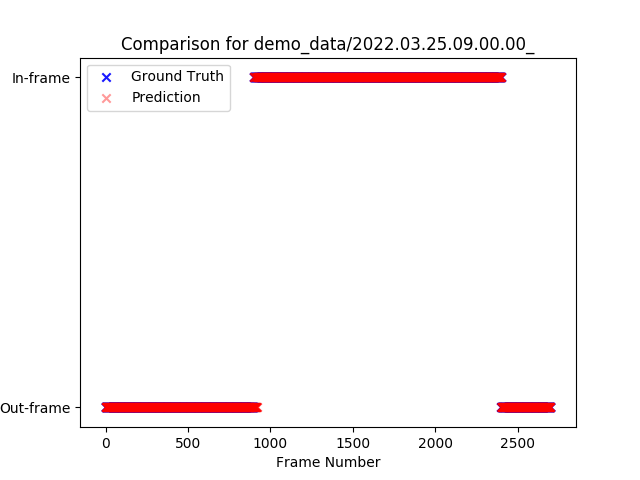 Comparison for demo_data/2022.03.25.09.00.00_
In-frame
Ground Truth
Prediction
Out-frame
0 500 1000 1500 2000 2500
Frame Number